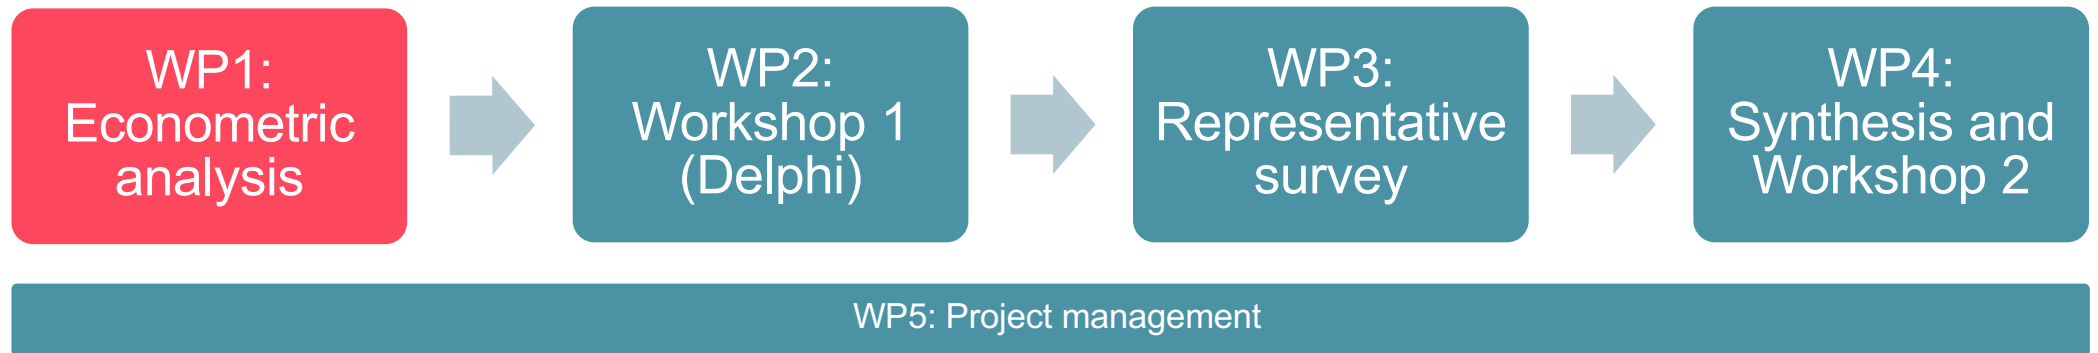 WP1:
Econometric
analysis
WP2:
Workshop 1
(Delphi)
WP3:
Representative
survey
WP4:
Synthesis and
Workshop 2
WP5: Project management